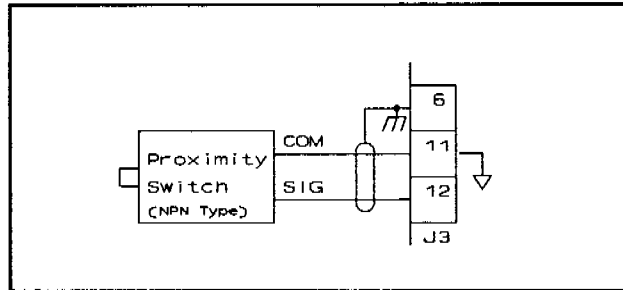 6
COM
11
Proximity
Switch
SIG
12
(NPN Type)
J3